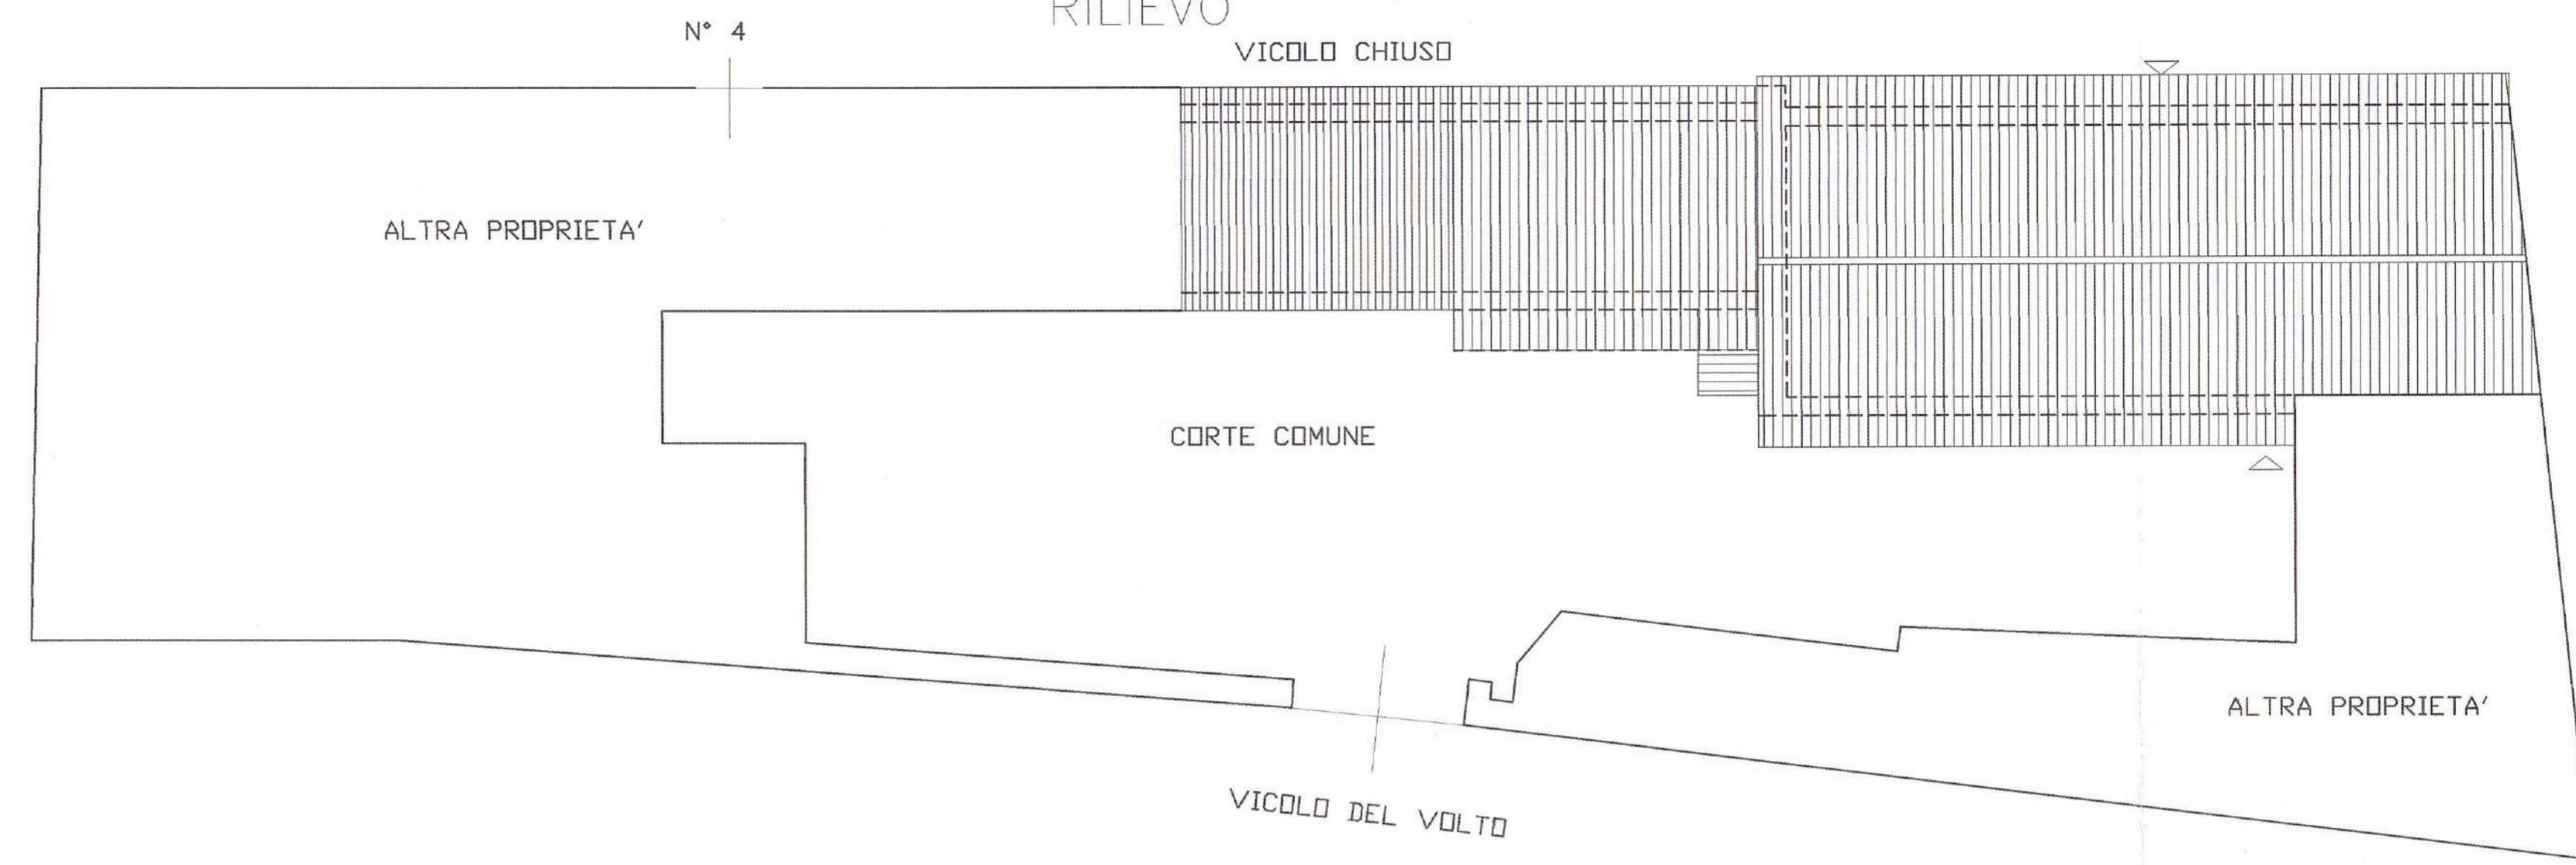 RILIEVO
N° 4
VICOLO CHIUSO
ALTRA PROPRIETA'
CORTE COMUNE
ALTRA PROPRIETA'
VICOLO DEL VOLTO